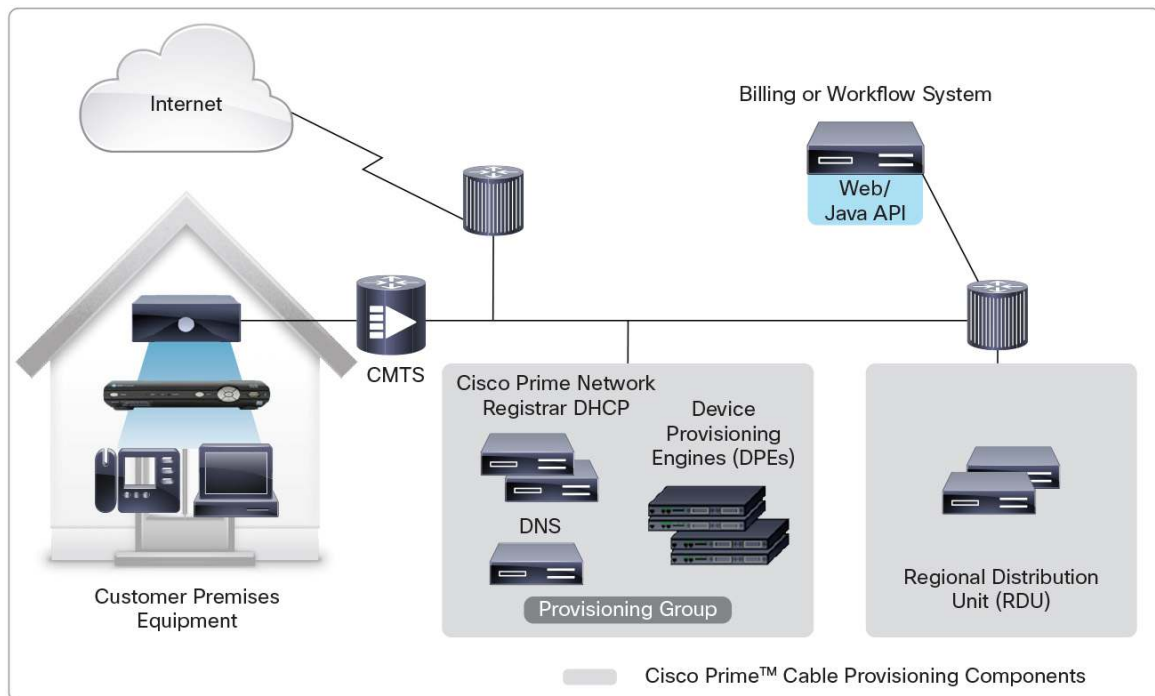 Internet
Billing or Workflow System
Web/
Java API
CMTS
Cisco Prime Network
Registrar DHCP
Device
Provisioning
Engines (DPEs)
DNS
Provisioning Group
Regional Distribution
Unit (RDU)
Customer Premises
Equipment
Cisco Prime™ Cable Provisioning Components